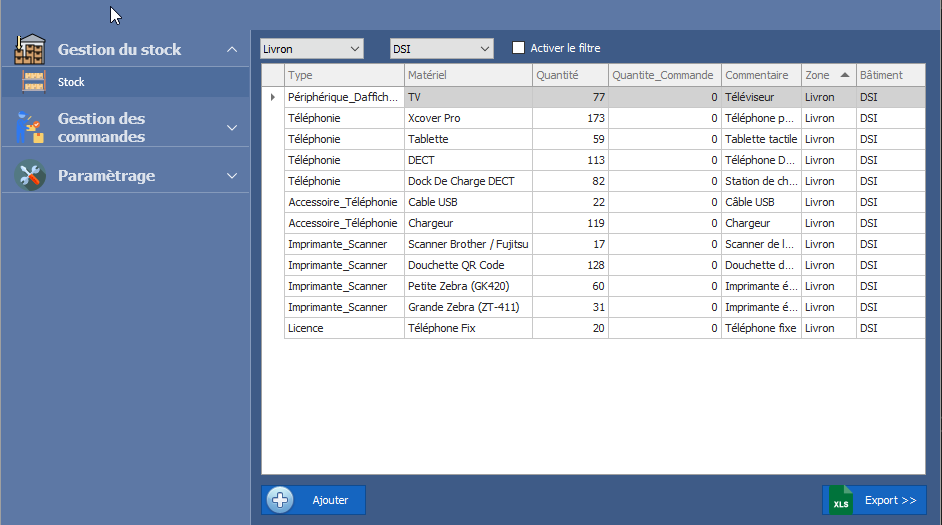 Gestion du stock
Stock
Gestion des
commandes
Paramètrage
Livron DSI Activer le filtre
Type Matériel Quantité Quantite_Commande Commentaire Zone Bâtiment
Périphérique_Daffich... TV 77 0 Téléviseur Livron DSI
Téléphonie Xcover Pro 173 0 Téléphone p... Livron DSI
Téléphonie Tablette 59 0 Tablette tactile Livron DSI
Téléphonie DECT 113 0 Téléphone D... Livron DSI
Téléphonie Dock De Charge DECT 82 0 Station de ch... Livron DSI
Accessoire_Téléphonie Cable USB 22 0 Câble USB Livron DSI
Accessoire_Téléphonie Chargeur 119 0 Chargeur Livron DSI
Imprimante_Scanner Scanner Brother / Fujitsu 17 0 Scanner de l... Livron DSI
Imprimante_Scanner Douchette QR Code 128 0 Douchette d... Livron DSI
Imprimante_Scanner Petite Zebra (GK420) 60 0 Imprimante é... Livron DSI
Imprimante_Scanner Grande Zebra (ZT-411) 31 0 Imprimante é... Livron DSI
Licence Téléphone Fix 20 0 Téléphone fixe Livron DSI
Ajouter
XLS Export >>